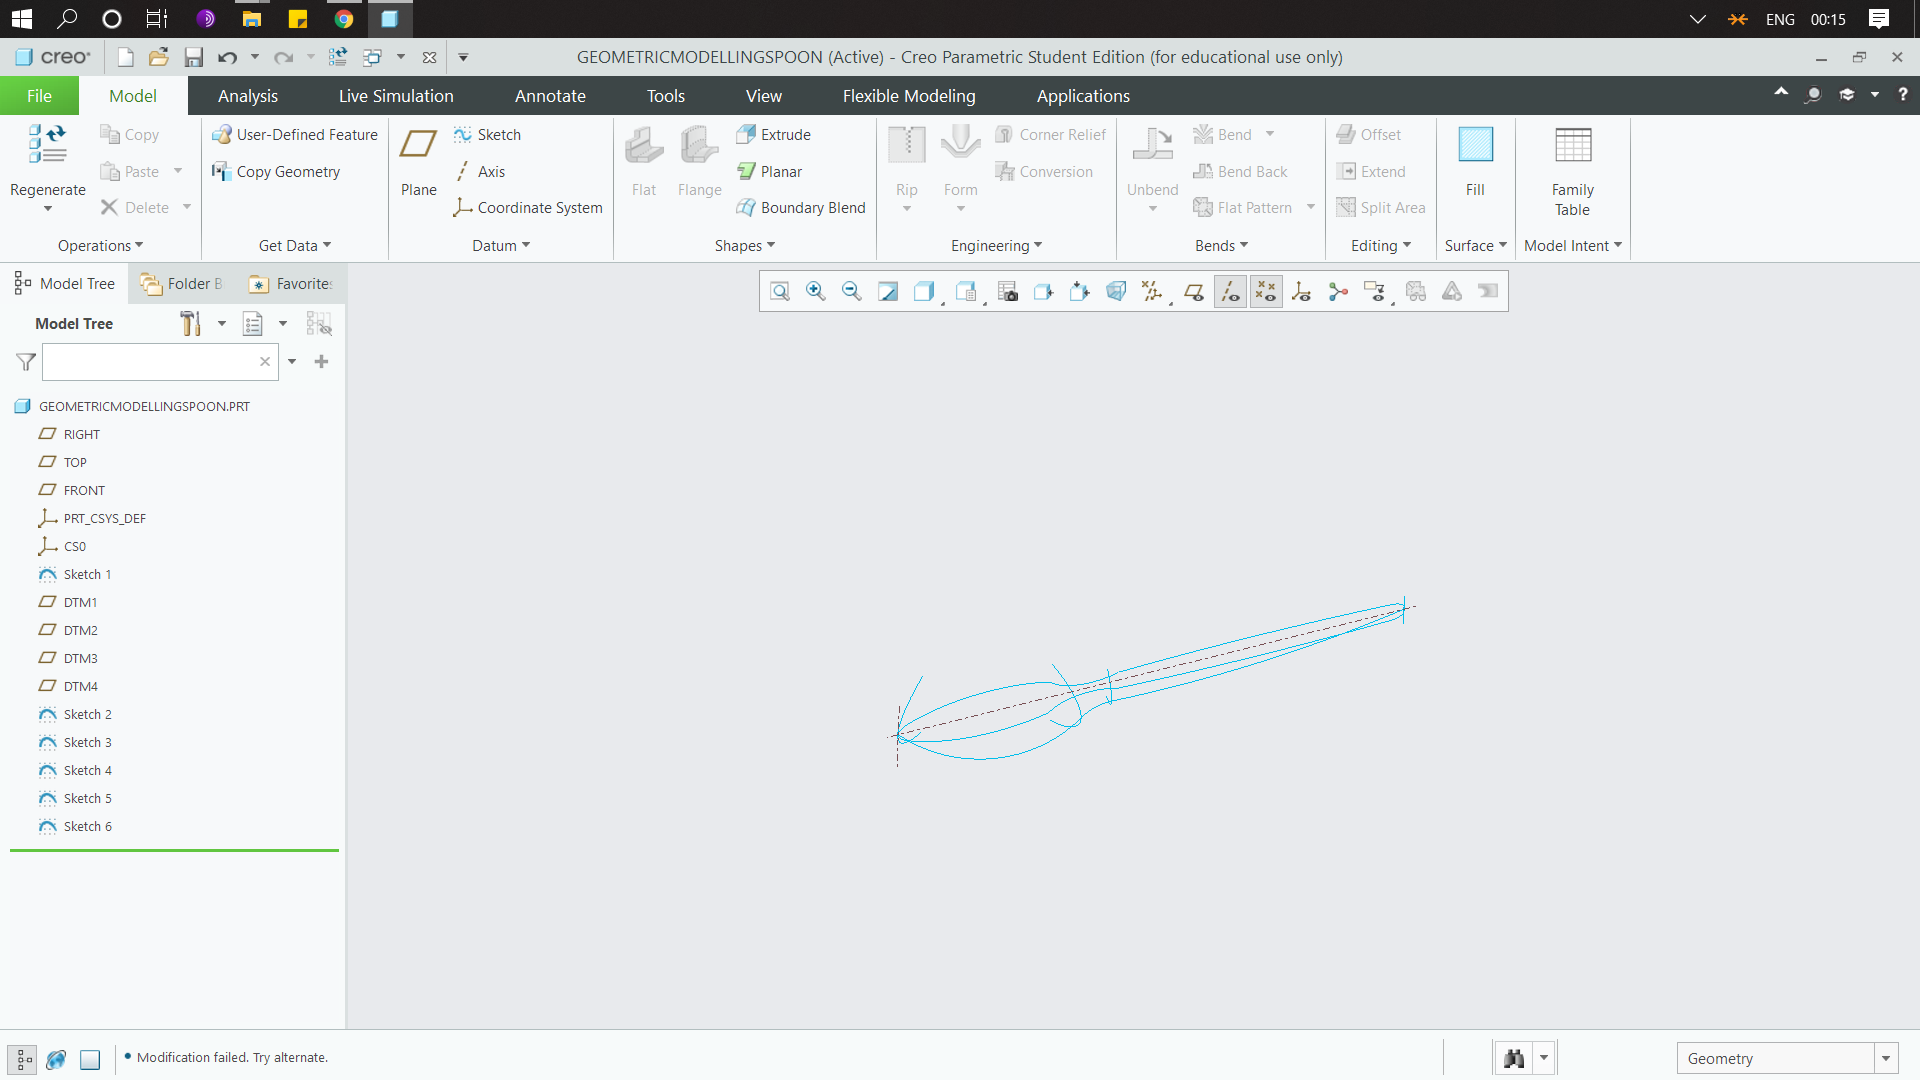 ENG 00:15
creo
GEOMETRICMODELLINGSPOON (Active) - Creo Parametric Student Edition (for educational use only)
File Model Analysis Live Simulation Annotate Tools View Flexible Modeling Applications
Regenerate
Copy
Paste
Delete
Operations
User-Defined Feature
Copy Geometry
Get Data
Plane
Sketch
Axis
Coordinate System
Datum
Flat
Flange
Extrude
Planar
Boundary Blend
Shapes
Rip
Form
Corner Relief
Conversion
Engineering
Unbend
Bend
Bend Back
Flat Pattern
Bends
Offset
Extend
Split Area
Editing
Fill
Surface
Family
Table
Model Intent
Model Tree Folder B Favorites
Model Tree
GEOMETRICMODELLINGSPOON.PRT
RIGHT
TOP
FRONT
PRT_CSYS_DEF
CS0
Sketch 1
DTM1
DTM2
DTM3
DTM4
Sketch 2
Sketch 3
Sketch 4
Sketch 5
Sketch 6
• Modification failed. Try alternate.
Geometry